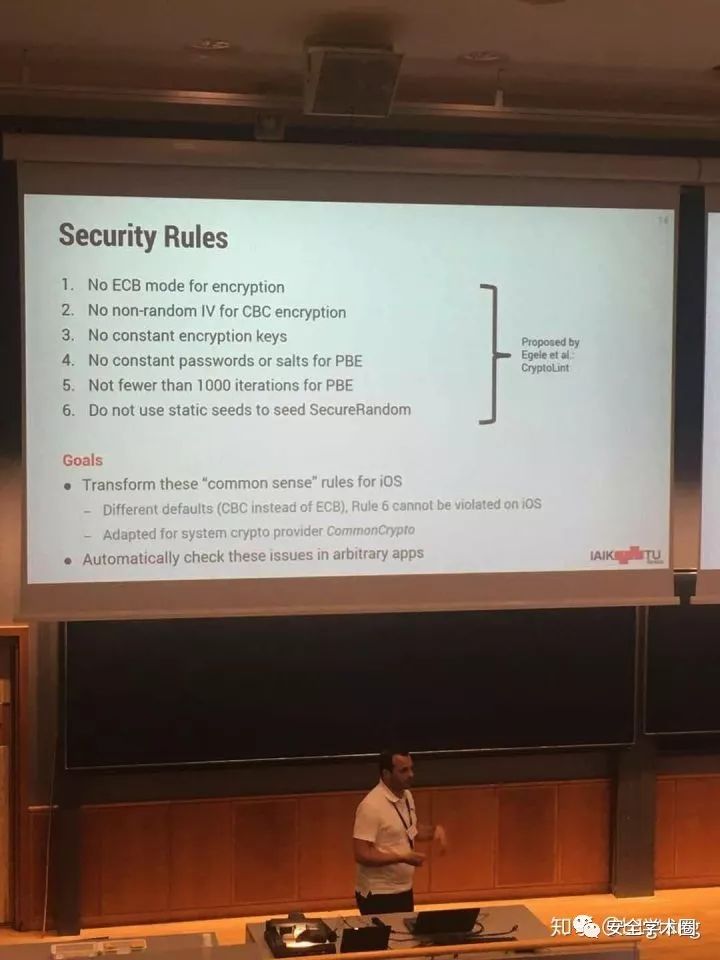 Security Rules
1. No ECB mode for encryption
2. No non-random IV for CBC encryption
3. No constant encryption keys
4. No constant passwords or salts for PBE
5. Not fewer than 1000 iterations for PBE
6. Do not use static seeds to seed SecureRandom
Proposed by
Egele et al.:
CryptoLint
Goals
● Transform these “common sense” rules for iOS
– Different defaults (CBC instead of ECB), Rule 6 cannot be violated on iOS
– Adapted for system crypto provider CommonCrypto
● Automatically check these issues in arbitrary apps
IAIK TU
安全学术圈